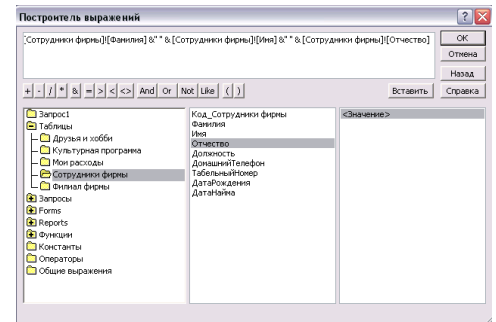 Построитель выражений
[Сотрудники фирмы]![Фамилия] &" " & [Сотрудники фирмы]![Имя] &" " & [Сотрудники фирмы]![Отчество]
ОК
Отмена
Назад
+ - / * & = > < <> And Or Not Like ( ) Вставить Справка
Запрос1
Таблицы
Друзья и хобби
Культурная программа
Мои расходы
Сотрудники фирмы
Филиал фирмы
Запросы
Forms
Reports
Функции
Константы
Операторы
Общие выражения
Код_Сотрудники фирмы
Фамилия
Имя
Отчество
Должность
ДомашнийТелефон
ТабельныйНомер
ДатаРождения
ДатаНайма
<Значение>